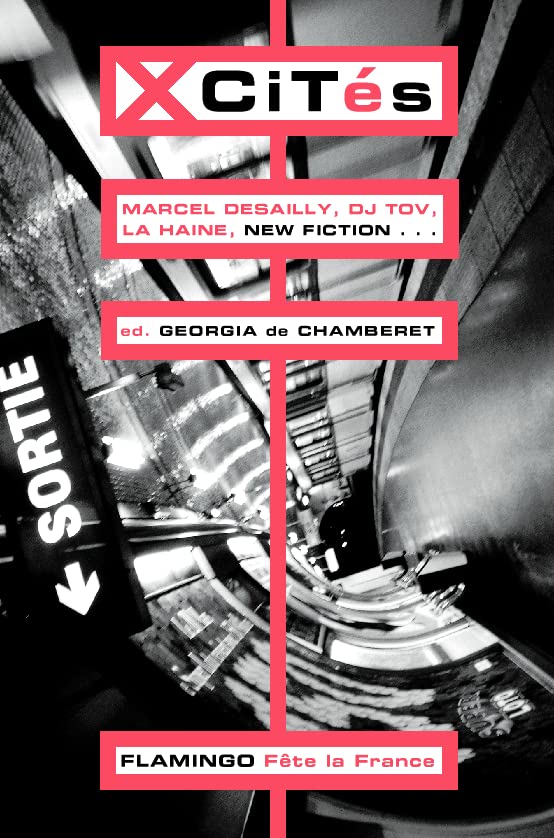 XCiTés
MARCEL DESAILLY, DJ TOV,
LA HAINE, NEW FICTION . . .
ed. GEORGIA de CHAMBERET
SORTIE
FLAMINGO Fête la France